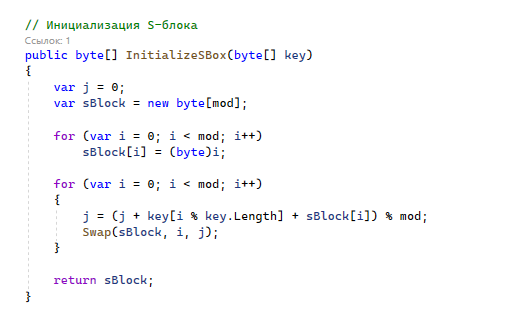 // Инициализация S-блока
Ссылок: 1
public byte[] InitializeSBox(byte[] key)
{
    var j = 0;
    var sBlock = new byte[mod];

    for (var i = 0; i < mod; i++)
        sBlock[i] = (byte)i;

    for (var i = 0; i < mod; i++)
    {
        j = (j + key[i % key.Length] + sBlock[i]) % mod;
        Swap(sBlock, i, j);
    }

    return sBlock;
}